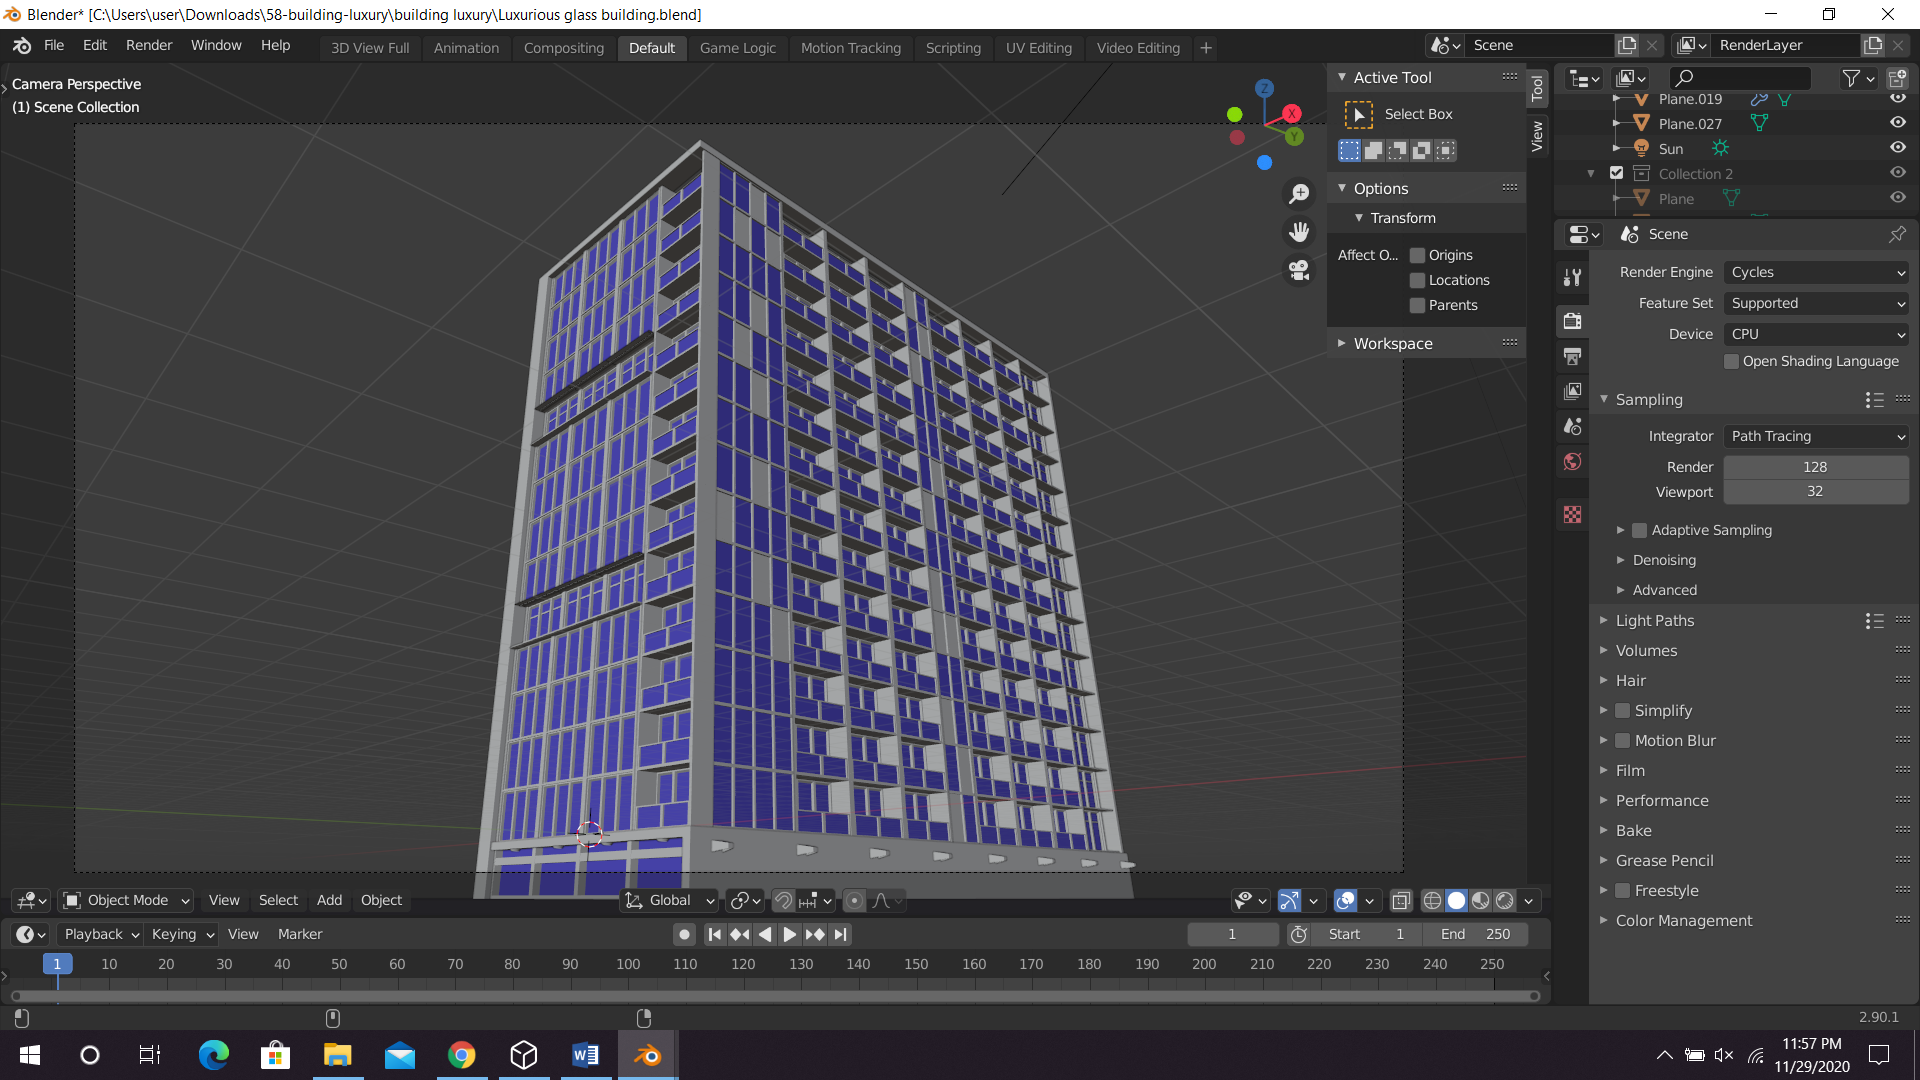 Blender* [C:\Users\user\Downloads\58-building-luxury\building luxury\Luxurious glass building.blend]
File Edit Render Window Help
3D View Full Animation Compositing Default Game Logic Motion Tracking Scripting UV Editing Video Editing +
Scene
RenderLayer
Camera Perspective
(1) Scene Collection
Z
X
Y
Active Tool
Select Box
Options
Transform
Affect O...
Origins
Locations
Parents
Workspace
Tool
View
Plane.019
Plane.027
Sun
Collection 2
Plane
Scene
Render Engine Cycles
Feature Set Supported
Device CPU
Open Shading Language
Sampling
Integrator Path Tracing
Render 128
Viewport 32
Adaptive Sampling
Denoising
Advanced
Light Paths
Volumes
Hair
Simplify
Motion Blur
Film
Performance
Bake
Grease Pencil
Freestyle
Color Management
Object Mode View Select Add Object
Global
Playback Keying View Marker
1
Start 1
End 250
1 10 20 30 40 50 60 70 80 90 100 110 120 130 140 150 160 170 180 190 200 210 220 230 240 250
2.90.1
11:57 PM
11/29/2020